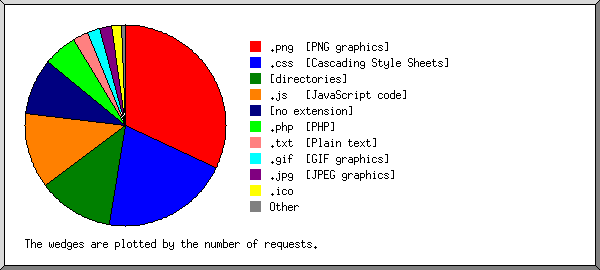 .png [PNG graphics]
.css [Cascading Style Sheets]
[directories]
.js [JavaScript code]
[no extension]
.php [PHP]
.txt [Plain text]
.gif [GIF graphics]
.jpg [JPEG graphics]
.ico
Other
The wedges are plotted by the number of requests.